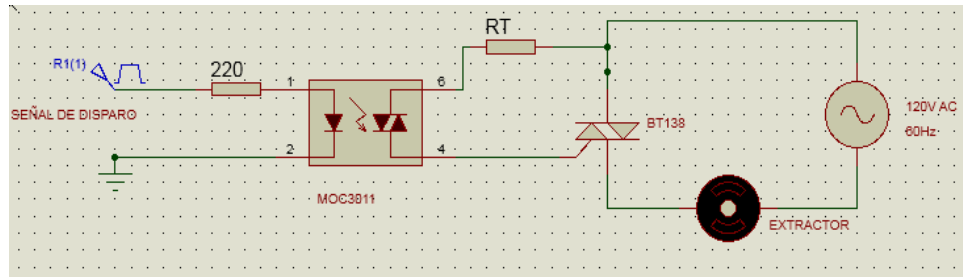 RT
R1(1)
220
1
6
SEÑAL DE DISPARO
BT138
120V AC
60Hz
2
4
MOC3011
EXTRACTOR